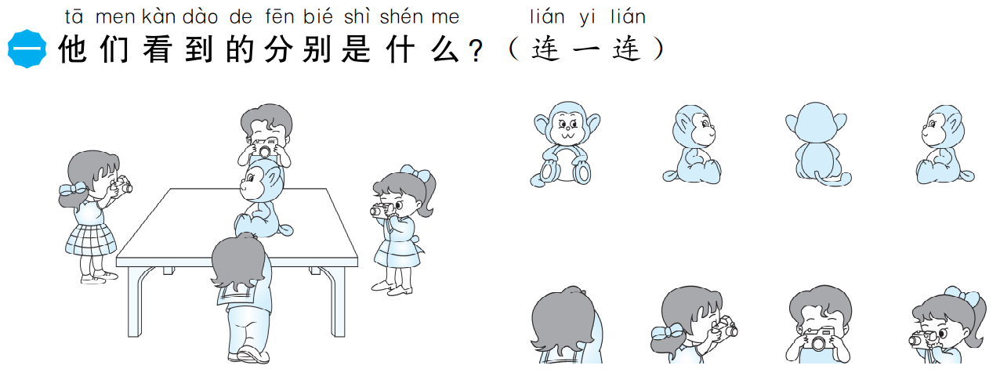 tā men kàn dào de fēn bié shì shén me lián yi lián
一 他们看到的分别是什么?(连一连)